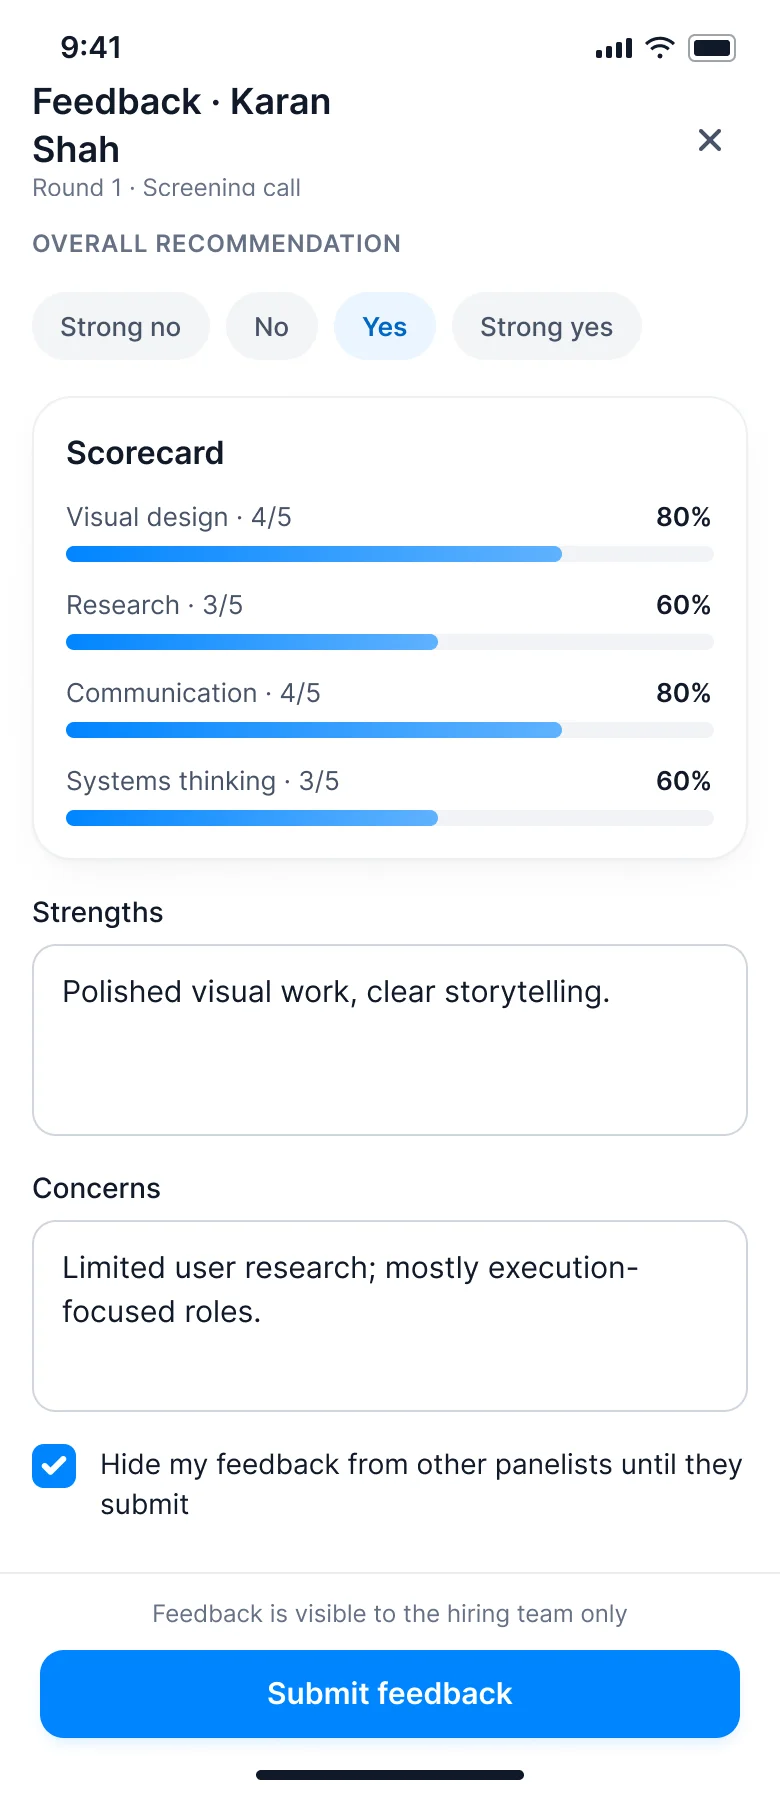 9:41
Feedback · Karan
Shah
Round 1 · Screening call
OVERALL RECOMMENDATION
Strong no
No
Yes
Strong yes
Scorecard
Visual design · 4/5
80%
Research · 3/5
60%
Communication · 4/5
80%
Systems thinking · 3/5
60%
Strengths
Polished visual work, clear storytelling.
Concerns
Limited user research; mostly execution-
focused roles.
Hide my feedback from other panelists until they
submit
Feedback is visible to the hiring team only
Submit feedback